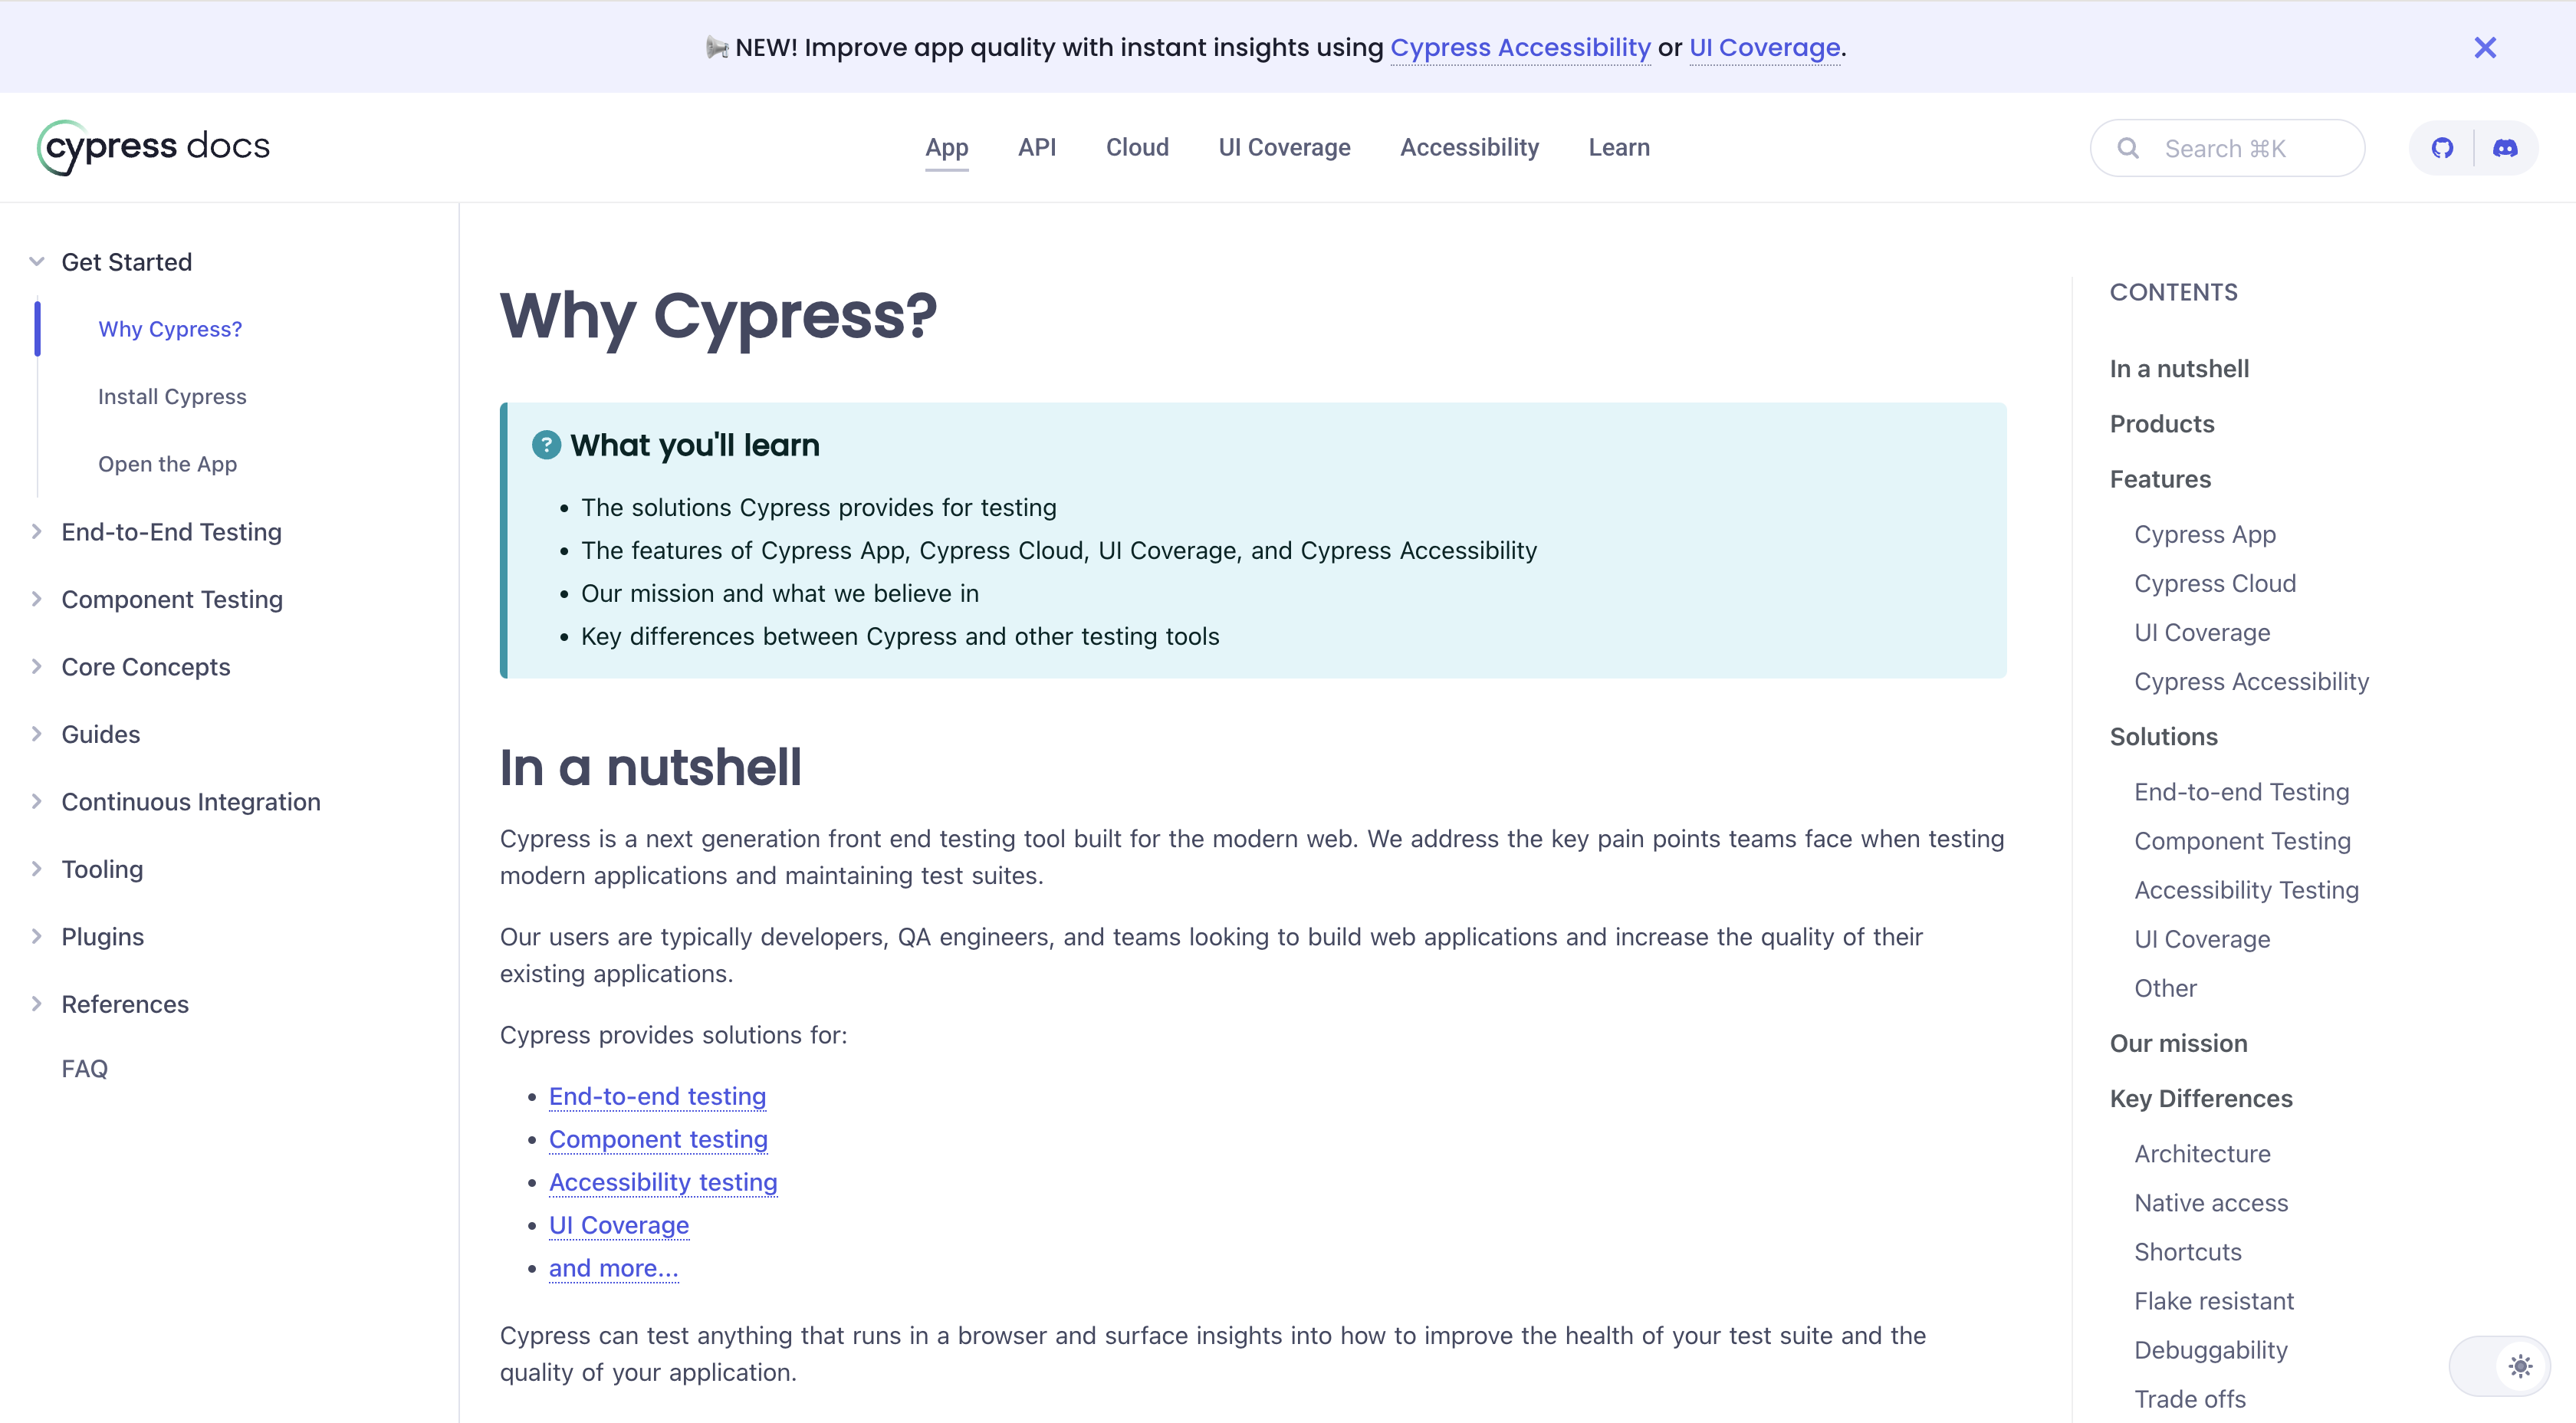 NEW! Improve app quality with instant insights using Cypress Accessibility or UI Coverage.
cypress docs
App
API
Cloud
UI Coverage
Accessibility
Learn
Search ⌘K
Get Started
Why Cypress?
Install Cypress
Open the App
End-to-End Testing
Component Testing
Core Concepts
Guides
Continuous Integration
Tooling
Plugins
References
FAQ
Why Cypress?
What you'll learn
• The solutions Cypress provides for testing
• The features of Cypress App, Cypress Cloud, UI Coverage, and Cypress Accessibility
• Our mission and what we believe in
• Key differences between Cypress and other testing tools
In a nutshell
Cypress is a next generation front end testing tool built for the modern web. We address the key pain points teams face when testing
modern applications and maintaining test suites.
Our users are typically developers, QA engineers, and teams looking to build web applications and increase the quality of their
existing applications.
Cypress provides solutions for:
• End-to-end testing
• Component testing
• Accessibility testing
• UI Coverage
• and more...
Cypress can test anything that runs in a browser and surface insights into how to improve the health of your test suite and the
quality of your application.
CONTENTS
In a nutshell
Products
Features
Cypress App
Cypress Cloud
UI Coverage
Cypress Accessibility
Solutions
End-to-end Testing
Component Testing
Accessibility Testing
UI Coverage
Other
Our mission
Key Differences
Architecture
Native access
Shortcuts
Flake resistant
Debuggability
Trade offs